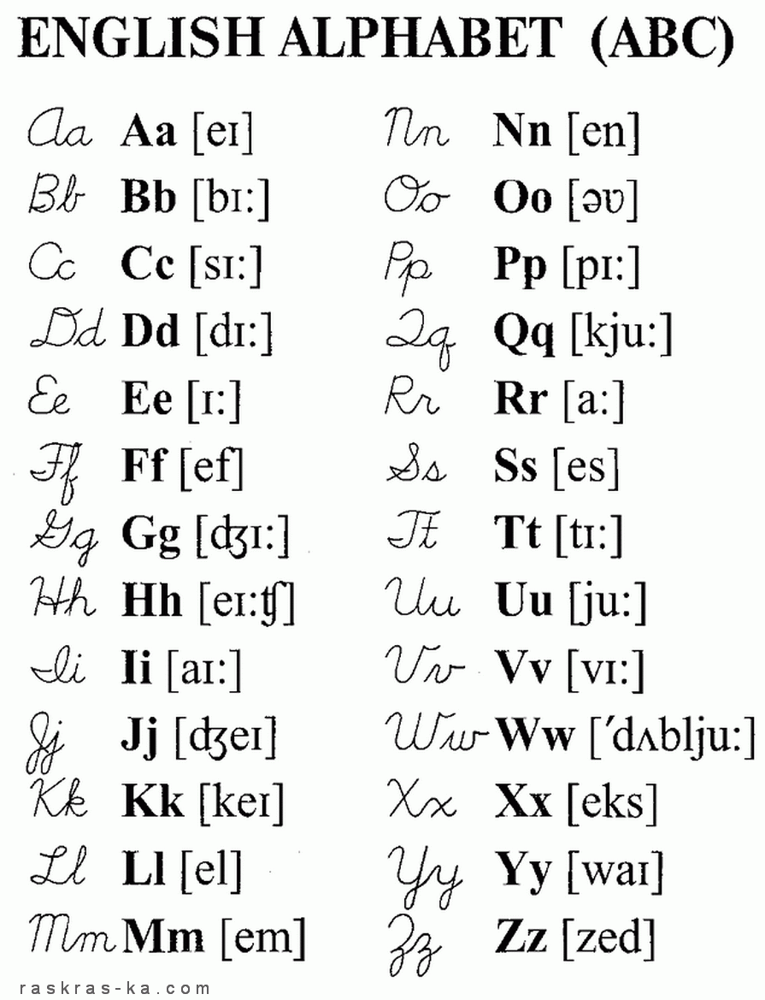 ENGLISH ALPHABET (ABC)
Aa Aa [eɪ]
Bb Bb [bɪ:]
Cc Cc [sɪ:]
Dd Dd [dɪ:]
Ee Ee [ɪ:]
Ff Ff [ef]
Gg Gg [ʤɪ:]
Hh Hh [eɪ:ʧ]
Ii Ii [aɪ:]
Jj Jj [ʤeɪ]
Kk Kk [keɪ]
Ll Ll [el]
Mm Mm [em]
Nn Nn [en]
Oo Oo [əʋ]
Pp Pp [pɪ:]
Qq Qq [kju:]
Rr Rr [a:]
Ss Ss [es]
Tt Tt [tɪ:]
Uu Uu [ju:]
Vv Vv [vɪ:]
Ww Ww [′dʌblju:]
Xx Xx [eks]
Yy Yy [waɪ]
Zz Zz [zed]
raskras-ka.com